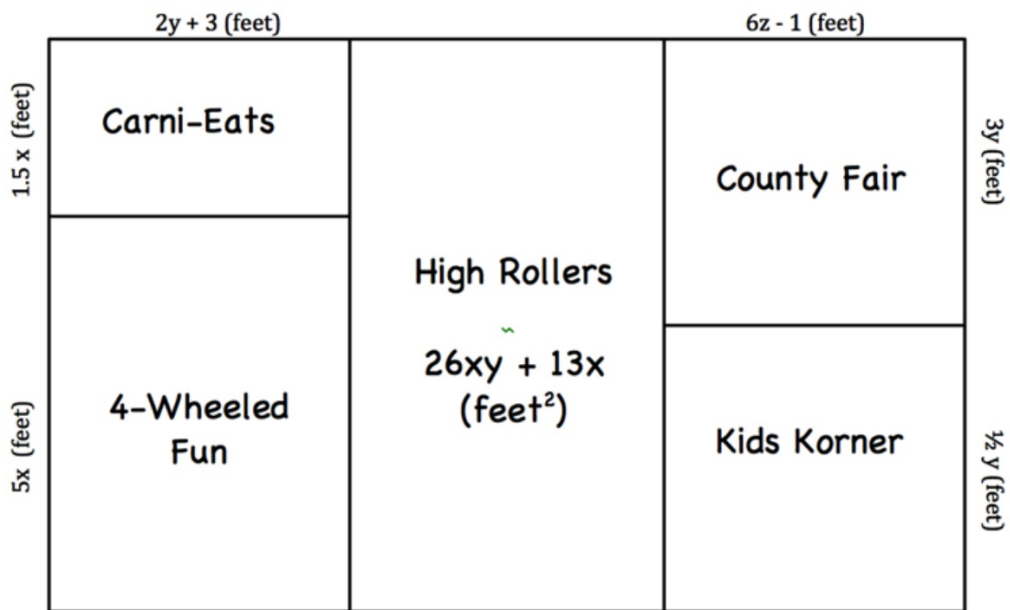 2y + 3 (feet)
6z - 1 (feet)
1.5 x (feet)
Carni-Eats
3y (feet)
County Fair
High Rollers
26xy + 13x
(feet²)
5x (feet)
4-Wheeled
Fun
Kids Korner
½ y (feet)